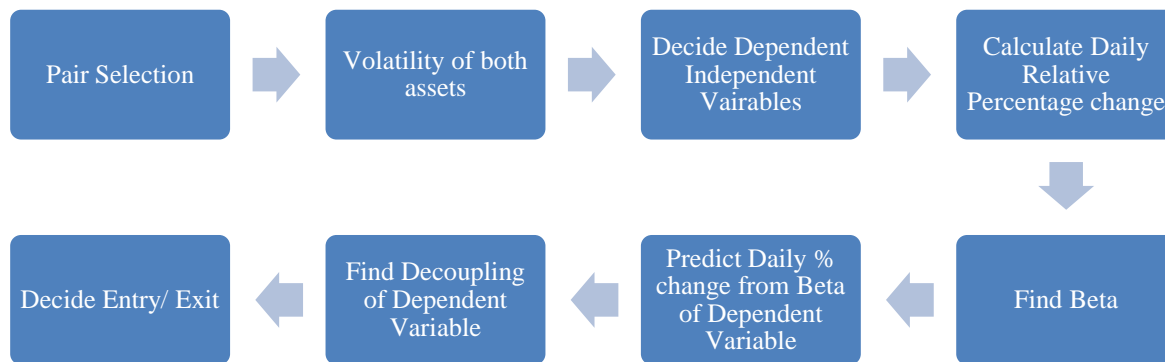 Pair Selection
Volatility of both
assets
Decide Dependent
Independent
Vairables
Calculate Daily
Relative
Percentage change
Decide Entry/ Exit
Find Decoupling
of Dependent
Variable
Predict Daily %
change from Beta
of Dependent
Variable
Find Beta